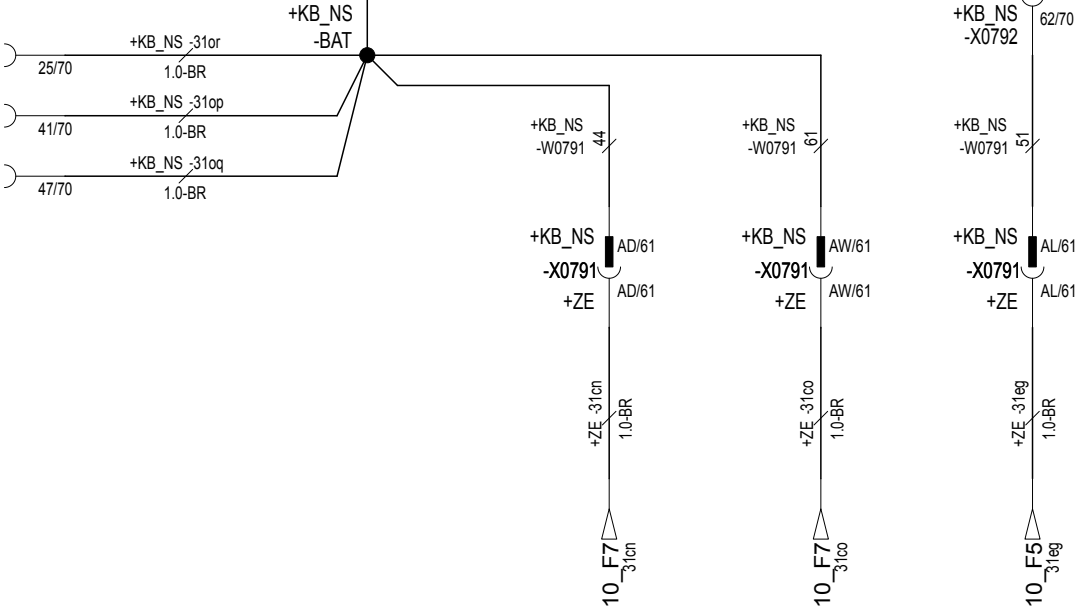 +KB_NS
-BAT
+KB_NS
-X0792
62/70
+KB_NS -31or
25/70
1.0-BR
+KB_NS -31op
41/70
1.0-BR
+KB_NS -31oq
47/70
1.0-BR
+KB_NS
-W0791
44
+KB_NS
-W0791
61
+KB_NS
-W0791
51
+KB_NS
-X0791
+ZE
AD/61
AD/61
+KB_NS
-X0791
+ZE
AW/61
AW/61
+KB_NS
-X0791
+ZE
AL/61
AL/61
+ZE -31cn
1.0-BR
+ZE -31co
1.0-BR
+ZE -31eg
1.0-BR
10_F7
31cn
10_F7
31co
10_F5
31eg